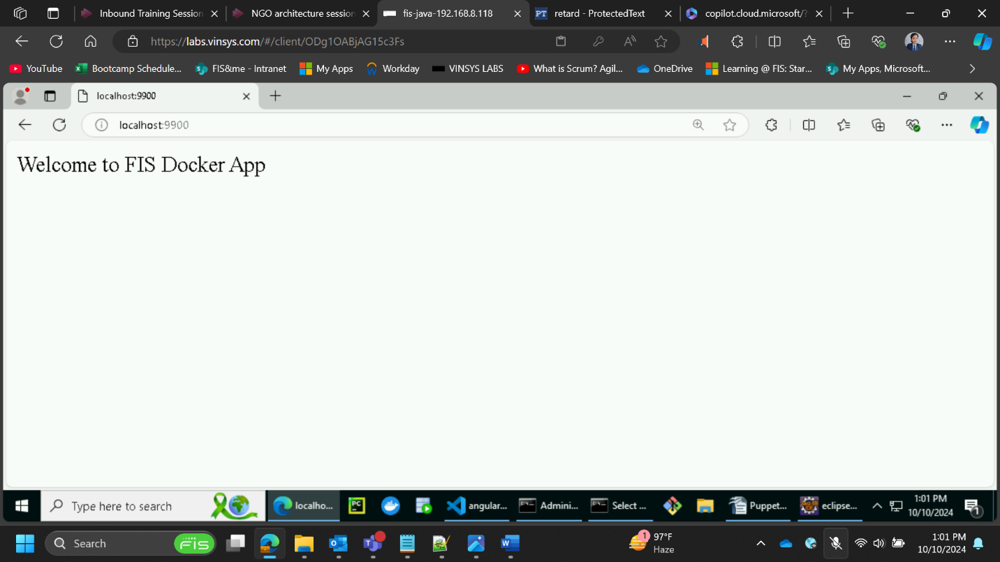 Inbound Training Session
NGO architecture session
fis-java-192.168.8.118
PT
retard - ProtectedText
copilot.cloud.microsoft/?
https://labs.vinsys.com/#/client/ODg1OABjAG15c3Fs
YouTube
Bootcamp Schedule...
FIS&me - Intranet
My Apps
Workday
VINSYS LABS
What is Scrum? Agil...
OneDrive
Learning @ FIS: Star...
My Apps, Microsoft...
localhost:9900
localhost:9900
Welcome to FIS Docker App
Type here to search
localho...
PC
angular...
Admini...
Select ...
Puppet...
eclipse...
1:01 PM
10/10/2024
1
Search
FIS
1
97°F
Haze
1:01 PM
10/10/2024